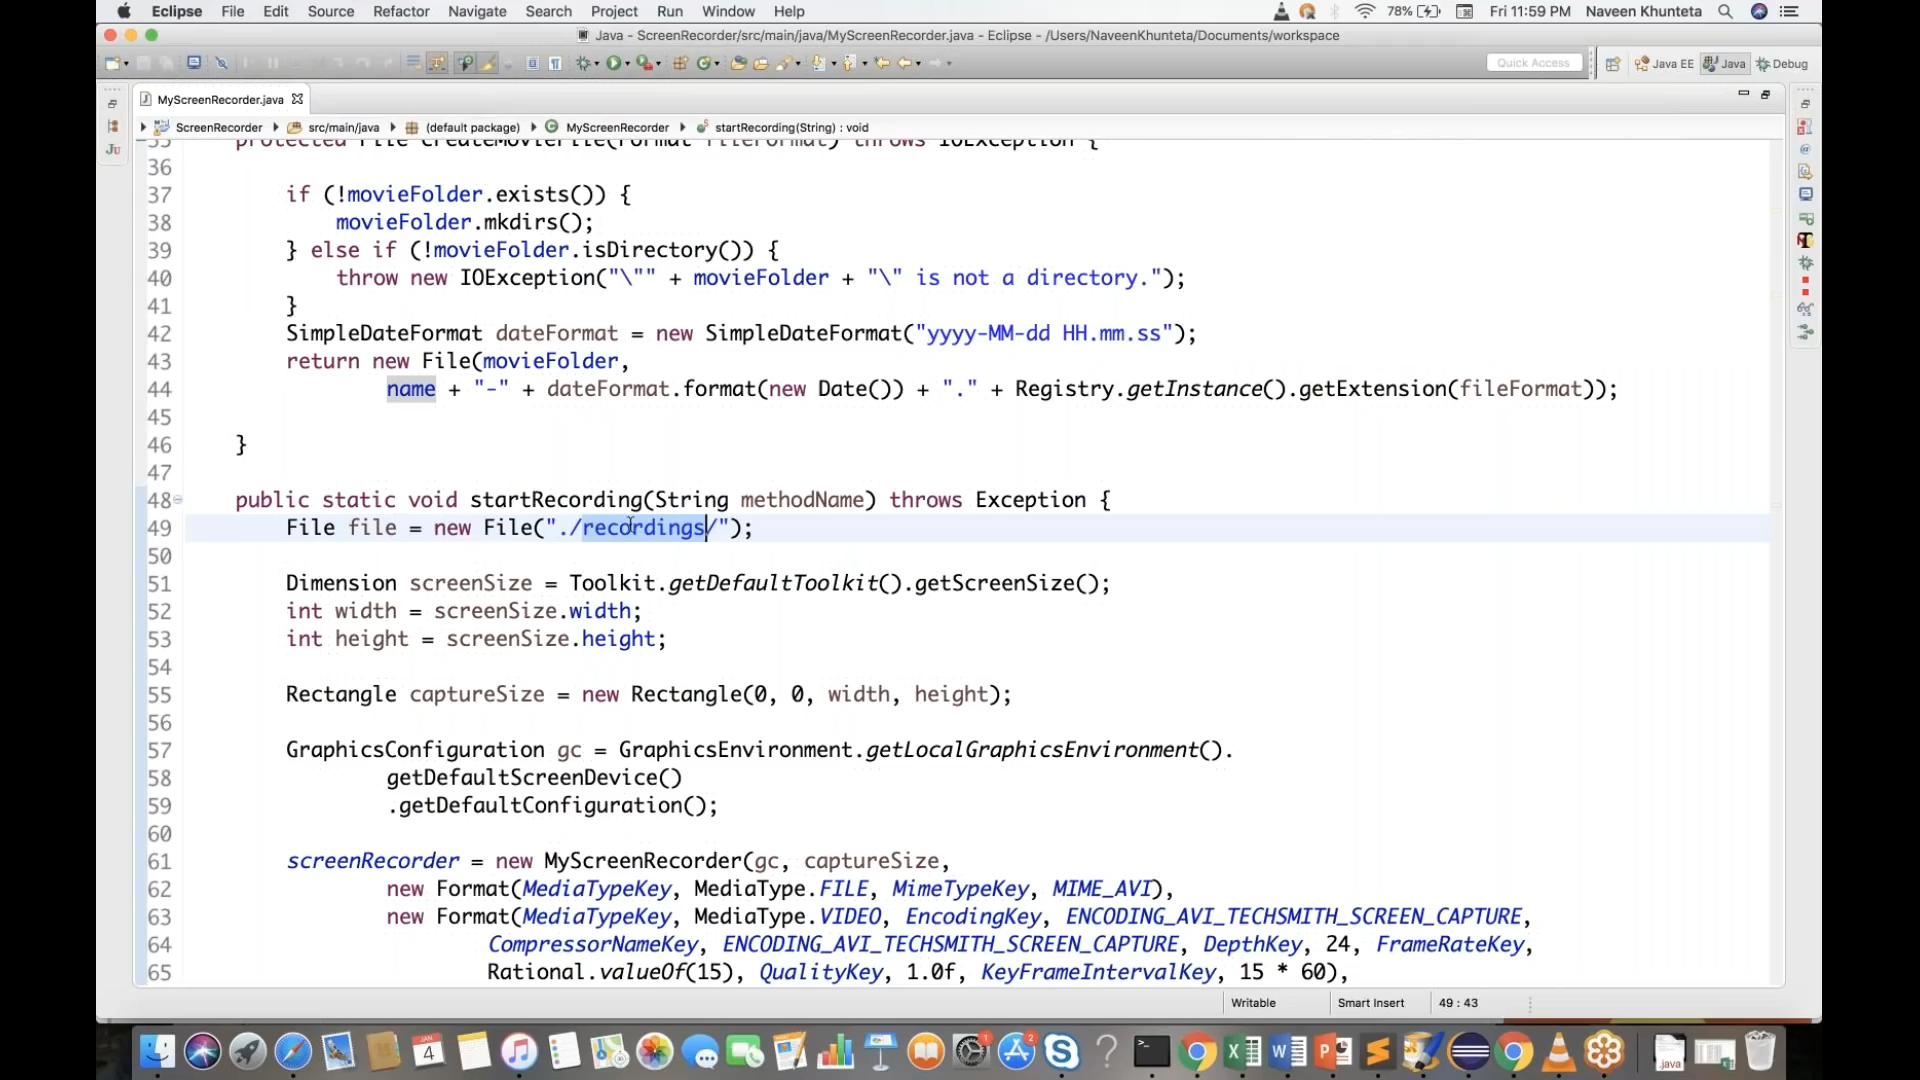 Eclipse File Edit Source Refactor Navigate Search Project Run Window Help 78% Fri 11:59 PM Naveen Khunteta
Java - ScreenRecorder/src/main/java/MyScreenRecorder.java - Eclipse - /Users/NaveenKhunteta/Documents/workspace
Quick Access Java EE Java Debug
MyScreenRecorder.java
ScreenRecorder src/main/java (default package) MyScreenRecorder startRecording(String) : void
35 protected File createMovieFile(Format fileFormat) throws IOException {
36
37 if (!movieFolder.exists()) {
38 movieFolder.mkdirs();
39 } else if (!movieFolder.isDirectory()) {
40 throw new IOException("\"" + movieFolder + "\" is not a directory.");
41 }
42 SimpleDateFormat dateFormat = new SimpleDateFormat("yyyy-MM-dd HH.mm.ss");
43 return new File(movieFolder,
44 name + "-" + dateFormat.format(new Date()) + "." + Registry.getInstance().getExtension(fileFormat));
45
46 }
47
48 public static void startRecording(String methodName) throws Exception {
49 File file = new File("./recordings/");
50
51 Dimension screenSize = Toolkit.getDefaultToolkit().getScreenSize();
52 int width = screenSize.width;
53 int height = screenSize.height;
54
55 Rectangle captureSize = new Rectangle(0, 0, width, height);
56
57 GraphicsConfiguration gc = GraphicsEnvironment.getLocalGraphicsEnvironment().
58 getDefaultScreenDevice()
59 .getDefaultConfiguration();
60
61 screenRecorder = new MyScreenRecorder(gc, captureSize,
62 new Format(MediaTypeKey, MediaType.FILE, MimeTypeKey, MIME_AVI),
63 new Format(MediaTypeKey, MediaType.VIDEO, EncodingKey, ENCODING_AVI_TECHSMITH_SCREEN_CAPTURE,
64 CompressorNameKey, ENCODING_AVI_TECHSMITH_SCREEN_CAPTURE, DepthKey, 24, FrameRateKey,
65 Rational.valueOf(15), QualityKey, 1.0f, KeyFrameIntervalKey, 15 * 60),
Writable Smart Insert 49 : 43